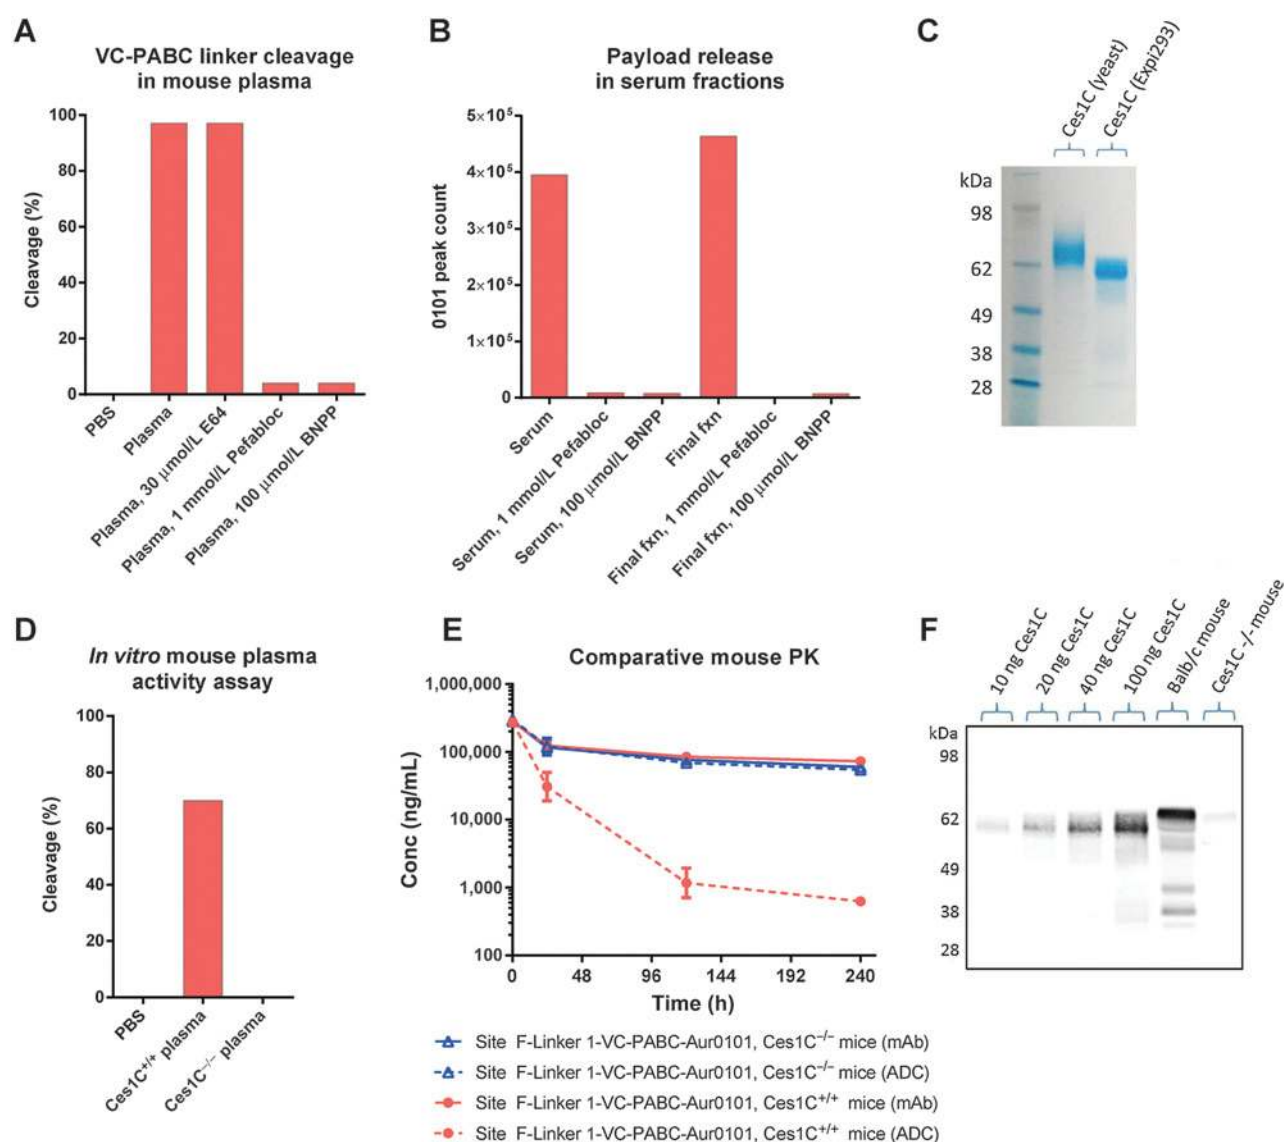 A
VC-PABC linker cleavage
in mouse plasma
Cleavage (%)
100
80
60
40
20
0
PBS
Plasma
Plasma, 30 μmol/L E64
Plasma, 1 mmol/L Pefabloc
Plasma, 100 μmol/L BNPP
B
Payload release
in serum fractions
0101 peak count
5×10⁵
4×10⁵
3×10⁵
2×10⁵
1×10⁵
0
Serum
Serum, 1 mmol/L Pefabloc
Serum, 100 μmol/L BNPP
Final fxn
Final fxn, 1 mmol/L Pefabloc
Final fxn, 100 μmol/L BNPP
C
Ces1C (yeast)
Ces1C (Expi293)
kDa
98
62
49
38
28
D
In vitro mouse plasma
activity assay
Cleavage (%)
100
80
60
40
20
0
PBS
Ces1C⁺/⁺ plasma
Ces1C⁻/⁻ plasma
E
Comparative mouse PK
Conc (ng/mL)
1,000,000
100,000
10,000
1,000
100
0 48 96 144 192 240
Time (h)
Site F-Linker 1-VC-PABC-Aur0101, Ces1C⁻/⁻ mice (mAb)
Site F-Linker 1-VC-PABC-Aur0101, Ces1C⁻/⁻ mice (ADC)
Site F-Linker 1-VC-PABC-Aur0101, Ces1C⁺/⁺ mice (mAb)
Site F-Linker 1-VC-PABC-Aur0101, Ces1C⁺/⁺ mice (ADC)
F
10 ng Ces1C
20 ng Ces1C
40 ng Ces1C
100 ng Ces1C
Balb/c mouse
Ces1C -/- mouse
kDa
98
62
49
38
28